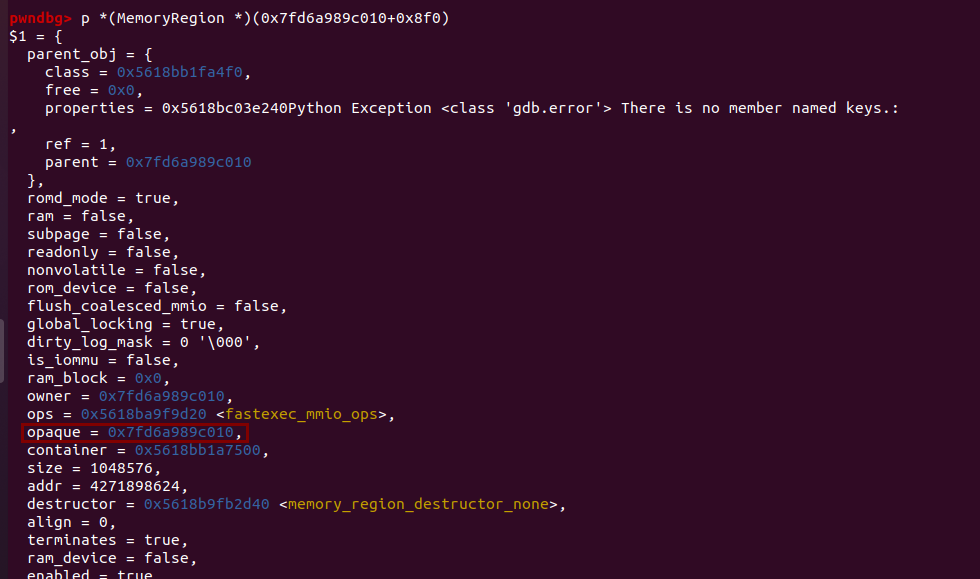 pwndbg> p *(MemoryRegion *)(0x7fd6a989c010+0x8f0)
$1 = {
  parent_obj = {
    class = 0x5618bb1fa4f0,
    free = 0x0,
    properties = 0x5618bc03e240Python Exception <class 'gdb.error'> There is no member named keys.:
,
    ref = 1,
    parent = 0x7fd6a989c010
  },
  romd_mode = true,
  ram = false,
  subpage = false,
  readonly = false,
  nonvolatile = false,
  rom_device = false,
  flush_coalesced_mmio = false,
  global_locking = true,
  dirty_log_mask = 0 '\000',
  is_iommu = false,
  ram_block = 0x0,
  owner = 0x7fd6a989c010,
  ops = 0x5618ba9f9d20 <fastexec_mmio_ops>,
  opaque = 0x7fd6a989c010,
  container = 0x5618bb1a7500,
  size = 1048576,
  addr = 4271898624,
  destructor = 0x5618b9fb2d40 <memory_region_destructor_none>,
  align = 0,
  terminates = true,
  ram_device = false,
  enabled = true